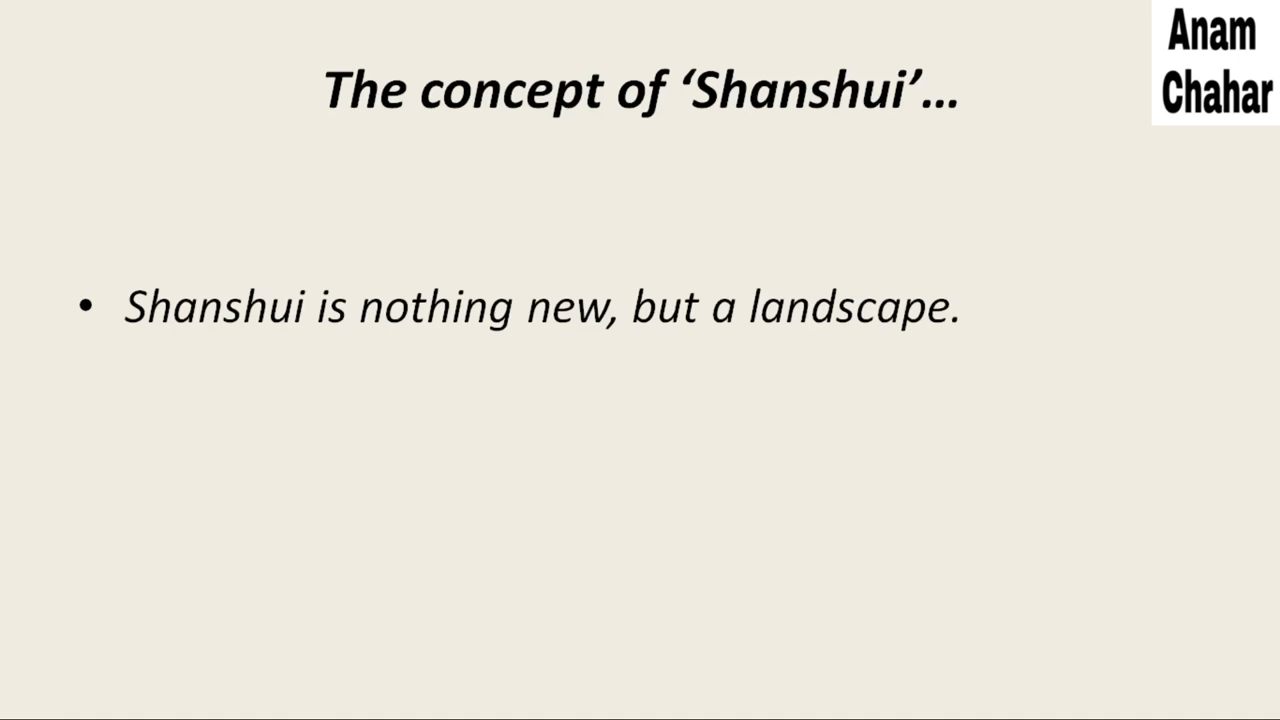 The concept of ‘Shanshui’...
Anam
Chahar
• Shanshui is nothing new, but a landscape.